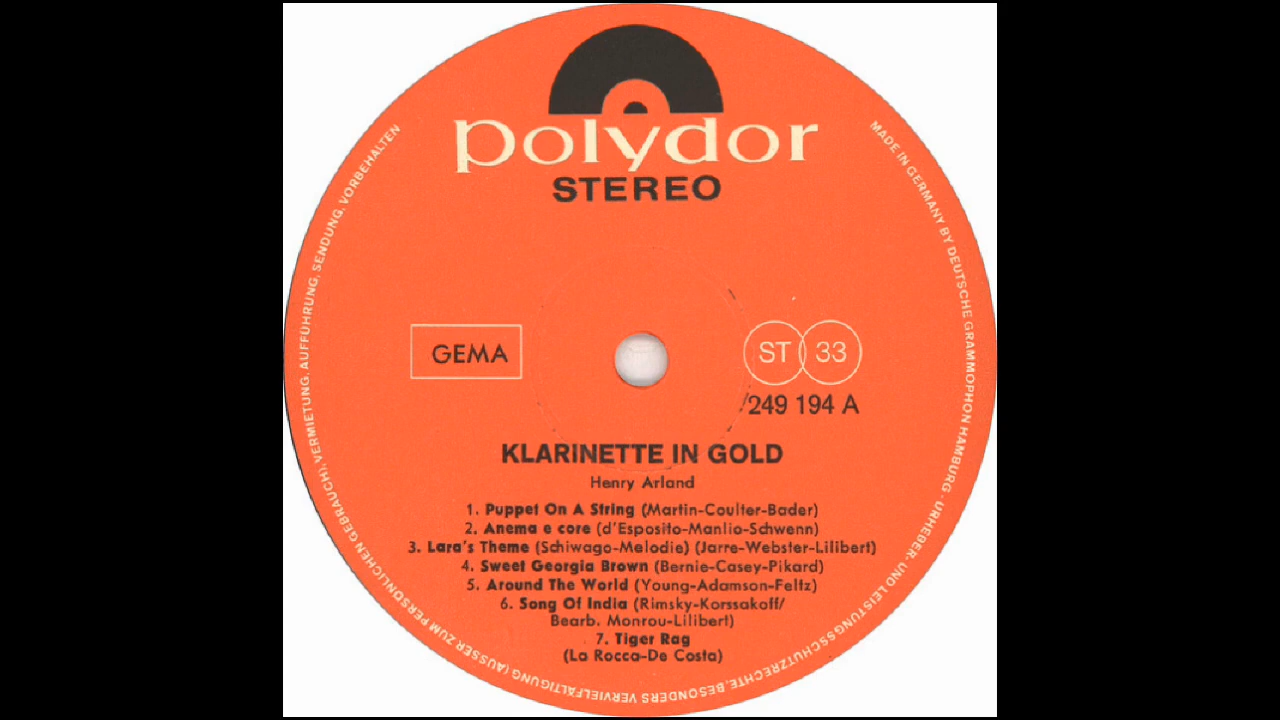 polydor
STEREO
MADE IN GERMANY BY DEUTSCHE GRAMMOPHON HAMBURG · URHEBER- UND LEISTUNGSSCHUTZRECHTE, BESONDERS VERVIELFÄLTIGUNG (AUSSER ZUM PERSÖNLICHEN GEBRAUCH), VERMIETUNG, AUFFÜHRUNG, SENDUNG, VORBEHALTEN
GEMA
ST 33
249 194 A
KLARINETTE IN GOLD
Henry Arland
1. Puppet On A String (Martin-Coulter-Bader)
2. Anema e core (d'Esposito-Manlio-Schwenn)
3. Lara's Theme (Schiwago-Melodie) (Jarre-Webster-Lilibert)
4. Sweet Georgia Brown (Bernie-Casey-Pikard)
5. Around The World (Young-Adamson-Feltz)
6. Song Of India (Rimsky-Korssakoff/
Bearb. Monrou-Lilibert)
7. Tiger Rag
(La Rocca-De Costa)